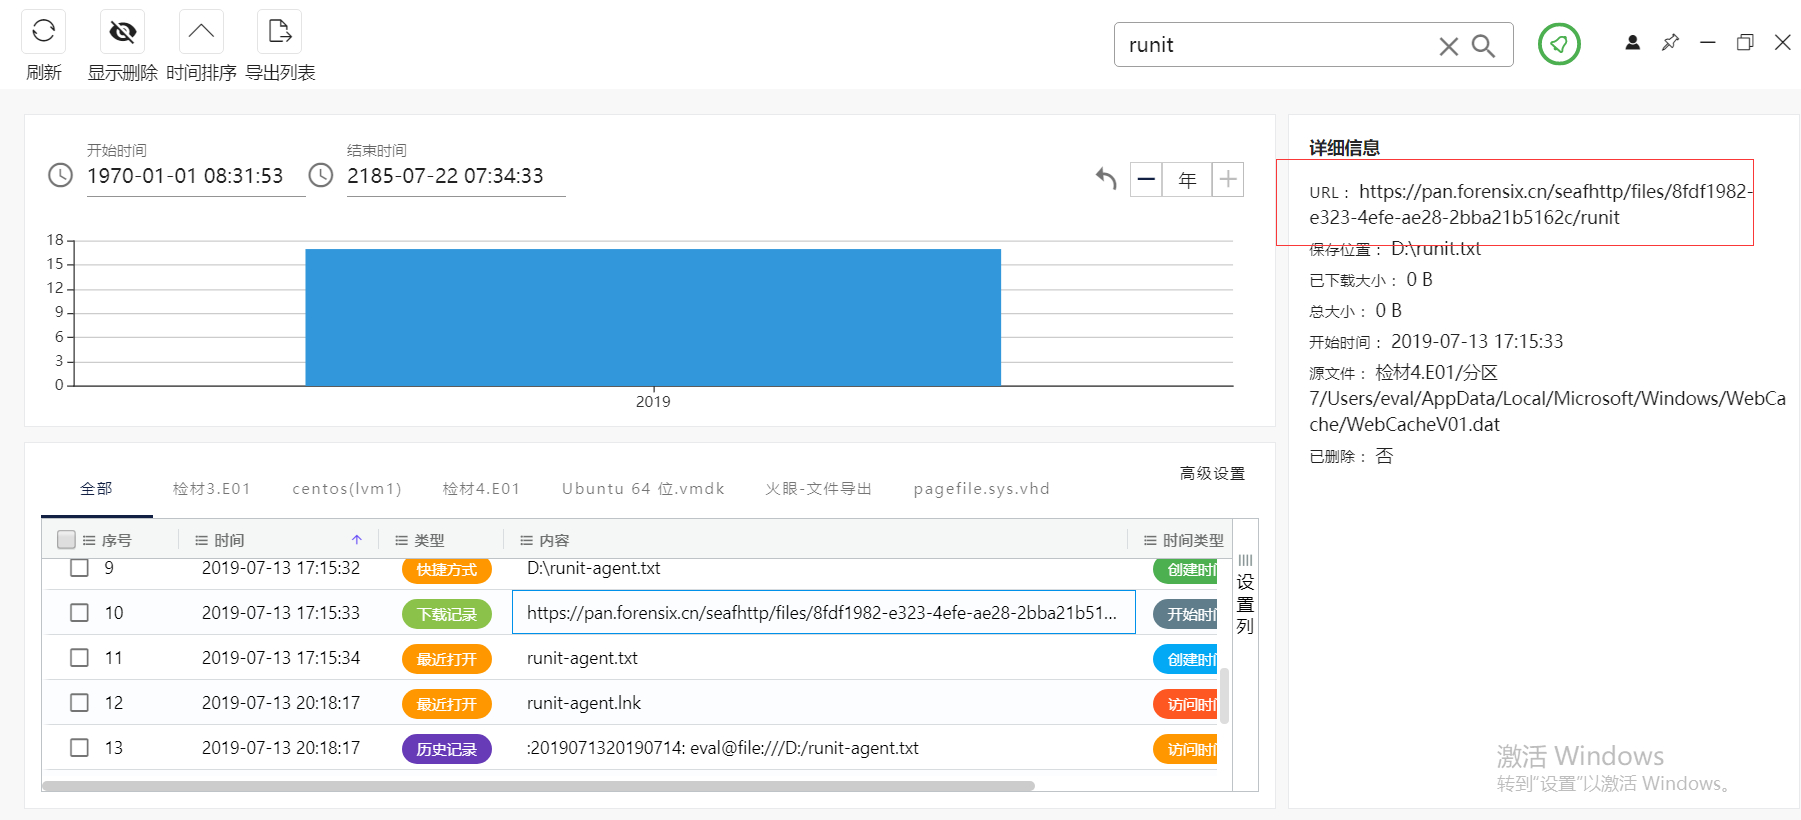 刷新
显示删除
时间排序
导出列表
runit
开始时间
1970-01-01 08:31:53
结束时间
2185-07-22 07:34:33
年
18
15
12
9
6
3
0
2019
高级设置
全部
检材3.E01
centos(lvm1)
检材4.E01
Ubuntu 64 位.vmdk
火眼-文件导出
pagefile.sys.vhd
序号 时间 类型 内容 时间类型
9 2019-07-13 17:15:32 快捷方式 D:\runit-agent.txt 创建时
10 2019-07-13 17:15:33 下载记录 https://pan.forensix.cn/seafhttp/files/8fdf1982-e323-4efe-ae28-2bba21b51... 开始时
11 2019-07-13 17:15:34 最近打开 runit-agent.txt 创建时
12 2019-07-13 20:18:17 最近打开 runit-agent.lnk 访问时
13 2019-07-13 20:18:17 历史记录 :2019071320190714: eval@file:///D:/runit-agent.txt 访问时
设置列
详细信息
URL： https://pan.forensix.cn/seafhttp/files/8fdf1982-
e323-4efe-ae28-2bba21b5162c/runit
保存位置： D:\runit.txt
已下载大小： 0 B
总大小： 0 B
开始时间： 2019-07-13 17:15:33
源文件： 检材4.E01/分区
7/Users/eval/AppData/Local/Microsoft/Windows/WebCa
che/WebCacheV01.dat
已删除： 否
激活 Windows
转到“设置”以激活 Windows。